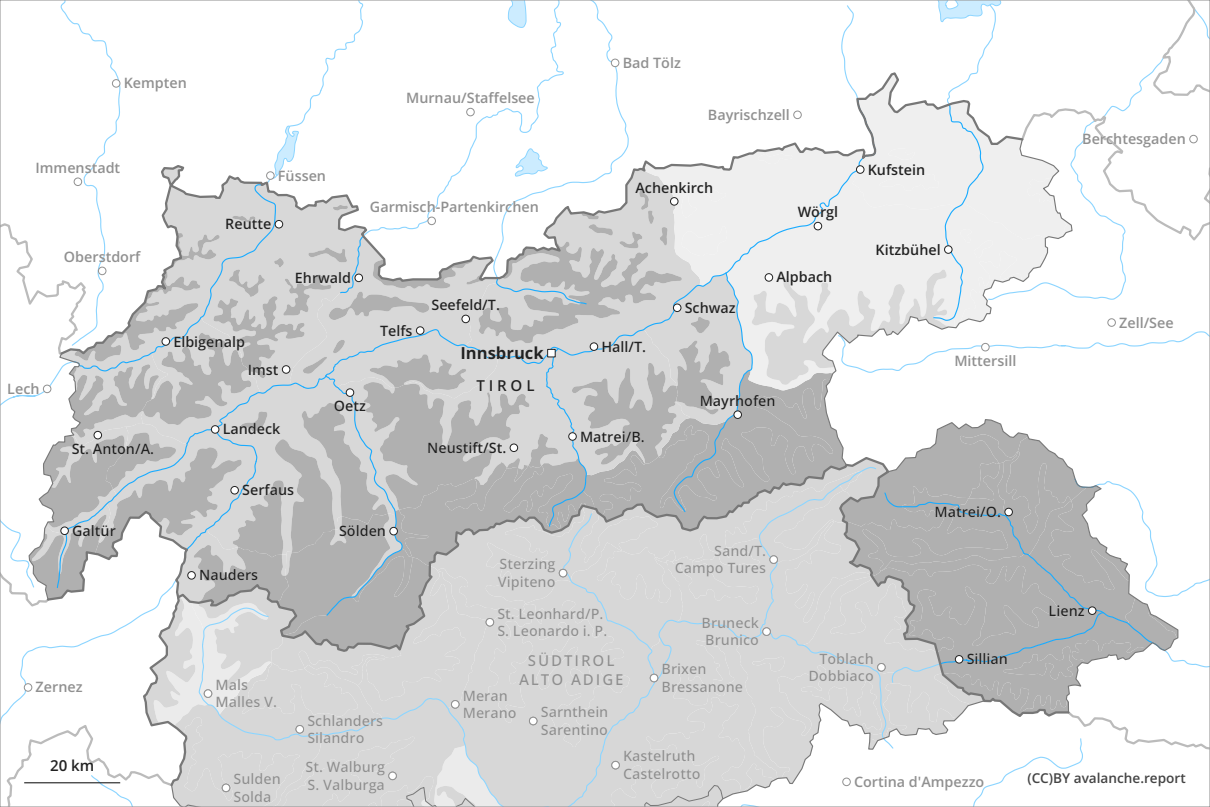 Kempten
Bad Tölz
Murnau/Staffelsee
Bayrischzell
Berchtesgaden
Immenstadt
Füssen
Kufstein
Achenkirch
Garmisch-Partenkirchen
Wörgl
Reutte
Kitzbühel
Oberstdorf
Ehrwald
Alpbach
Seefeld/T.
Schwaz
Zell/See
Telfs
Elbigenalp
Innsbruck
Hall/T.
Mittersill
Imst
TIROL
Lech
Oetz
Mayrhofen
Landeck
Matrei/B.
St. Anton/A.
Neustift/St.
Serfaus
Matrei/O.
Galtür
Sölden
Sand/T.
Campo Tures
Sterzing
Vipiteno
Nauders
Lienz
St. Leonhard/P.
S. Leonardo i. P.
Bruneck
Brunico
SÜDTIROL
ALTO ADIGE
Toblach
Dobbiaco
Sillian
Brixen
Bressanone
Zernez
Mals
Malles V.
Meran
Merano
Sarnthein
Sarentino
Schlanders
Silandro
Kastelruth
Castelrotto
St. Walburg
S. Valburga
20 km
Sulden
Solda
Cortina d'Ampezzo
(CC)BY avalanche.report